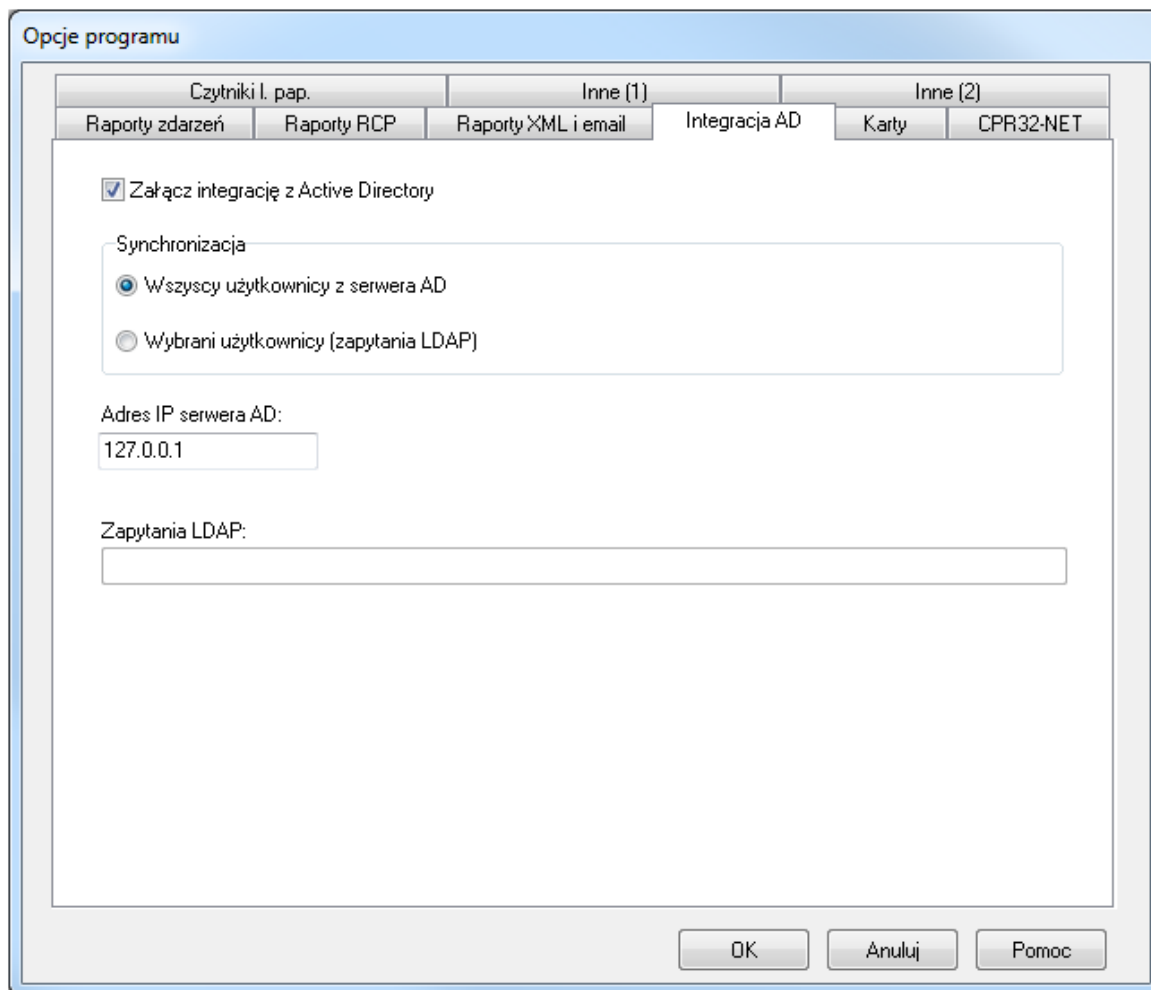 Opcje programu
Czytniki l. pap. Inne (1) Inne (2)
Raporty zdarzeń Raporty RCP Raporty XML i email Integracja AD Karty CPR32-NET
Załącz integrację z Active Directory
Synchronizacja
Wszyscy użytkownicy z serwera AD
Wybrani użytkownicy (zapytania LDAP)
Adres IP serwera AD:
127.0.0.1
Zapytania LDAP:
OK Anuluj Pomoc